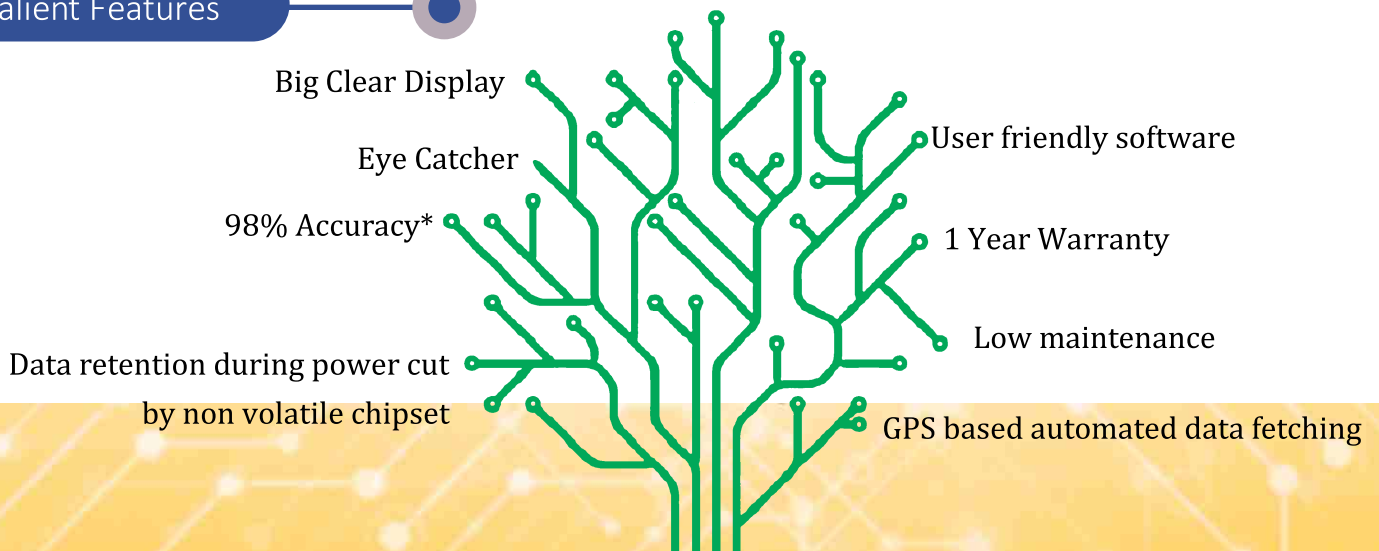 alient Features
Big Clear Display
Eye Catcher
98% Accuracy*
Data retention during power cut
by non volatile chipset
User friendly software
1 Year Warranty
Low maintenance
GPS based automated data fetching